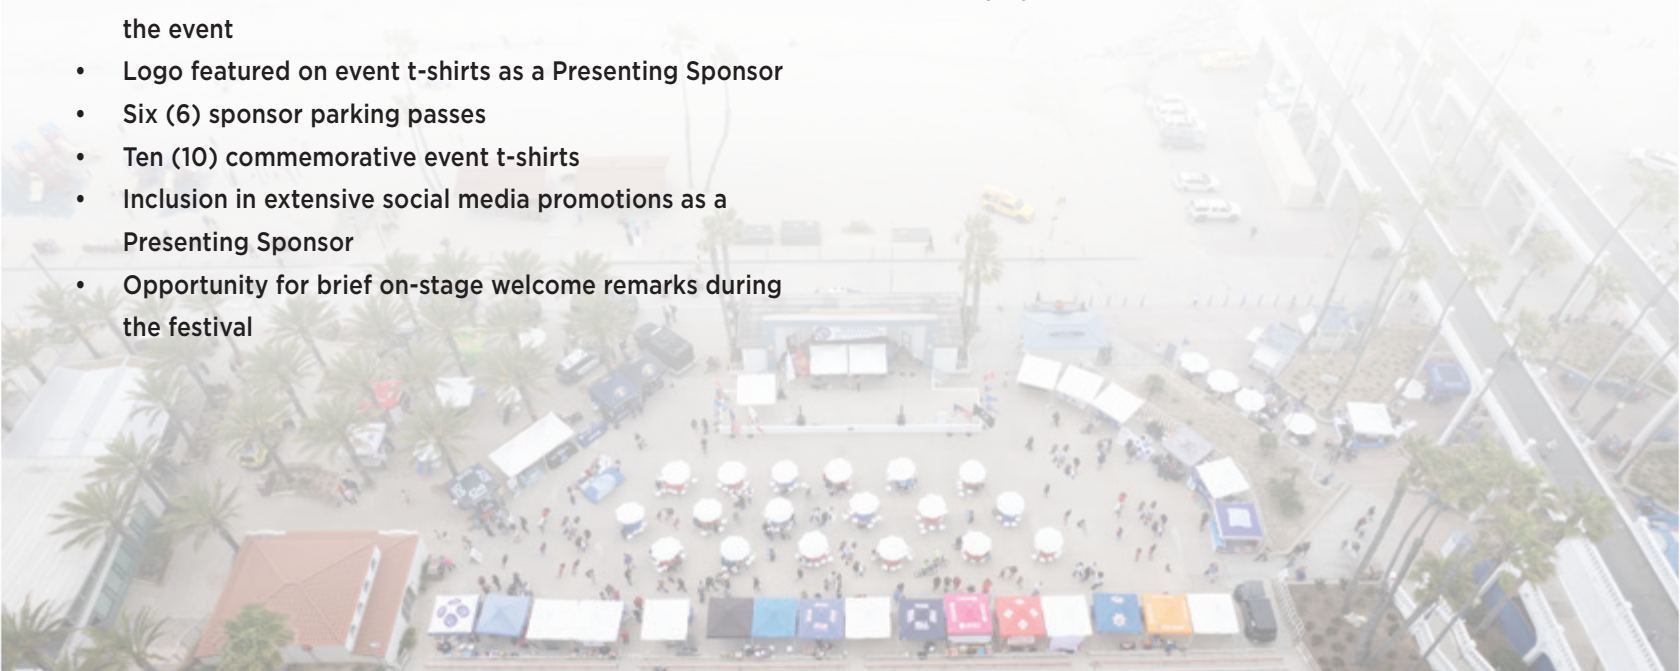 the event
• Logo featured on event t-shirts as a Presenting Sponsor
• Six (6) sponsor parking passes
• Ten (10) commemorative event t-shirts
• Inclusion in extensive social media promotions as a
Presenting Sponsor
• Opportunity for brief on-stage welcome remarks during
the festival